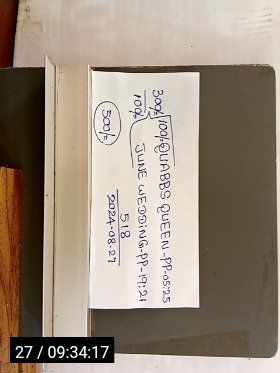 300/= 100/= QUABBS QUEEN-PP-05:25
100/= JUNE WEDDING-PP-19:21
500/=
518
2024-08-27
27 / 09:34:17